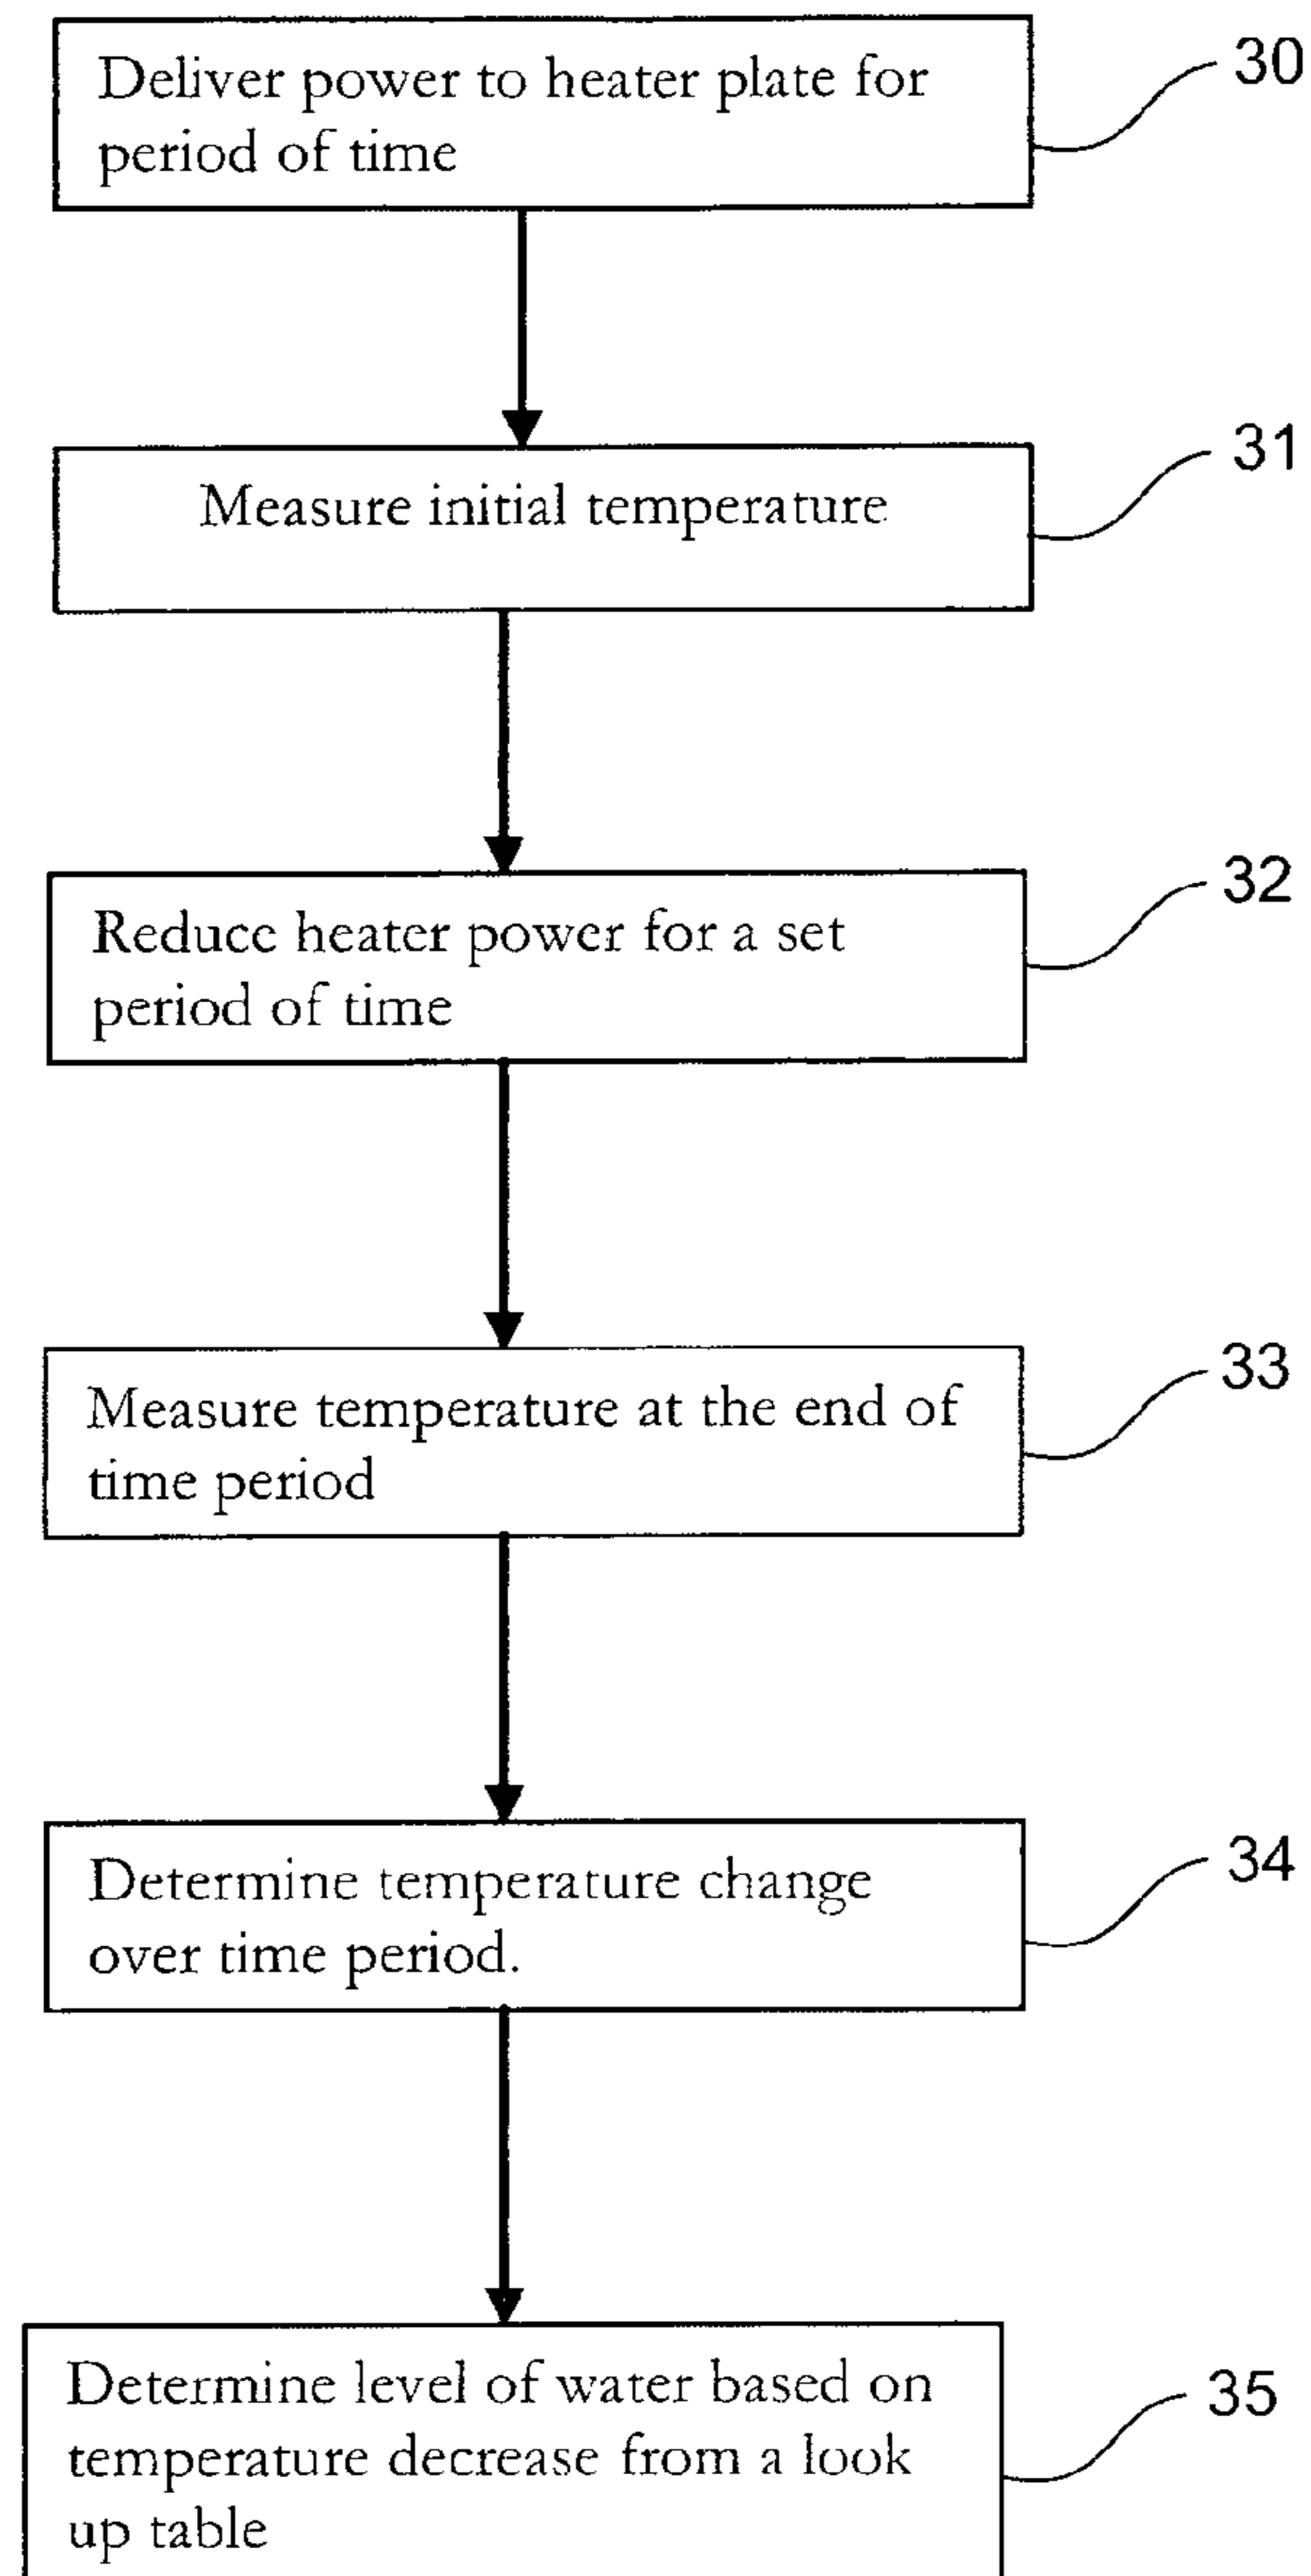 Deliver power to heater plate for
period of time
30
Measure initial temperature
31
Reduce heater power for a set
period of time
32
Measure temperature at the end of
time period
33
Determine temperature change
over time period.
34
Determine level of water based on
temperature decrease from a look
up table
35